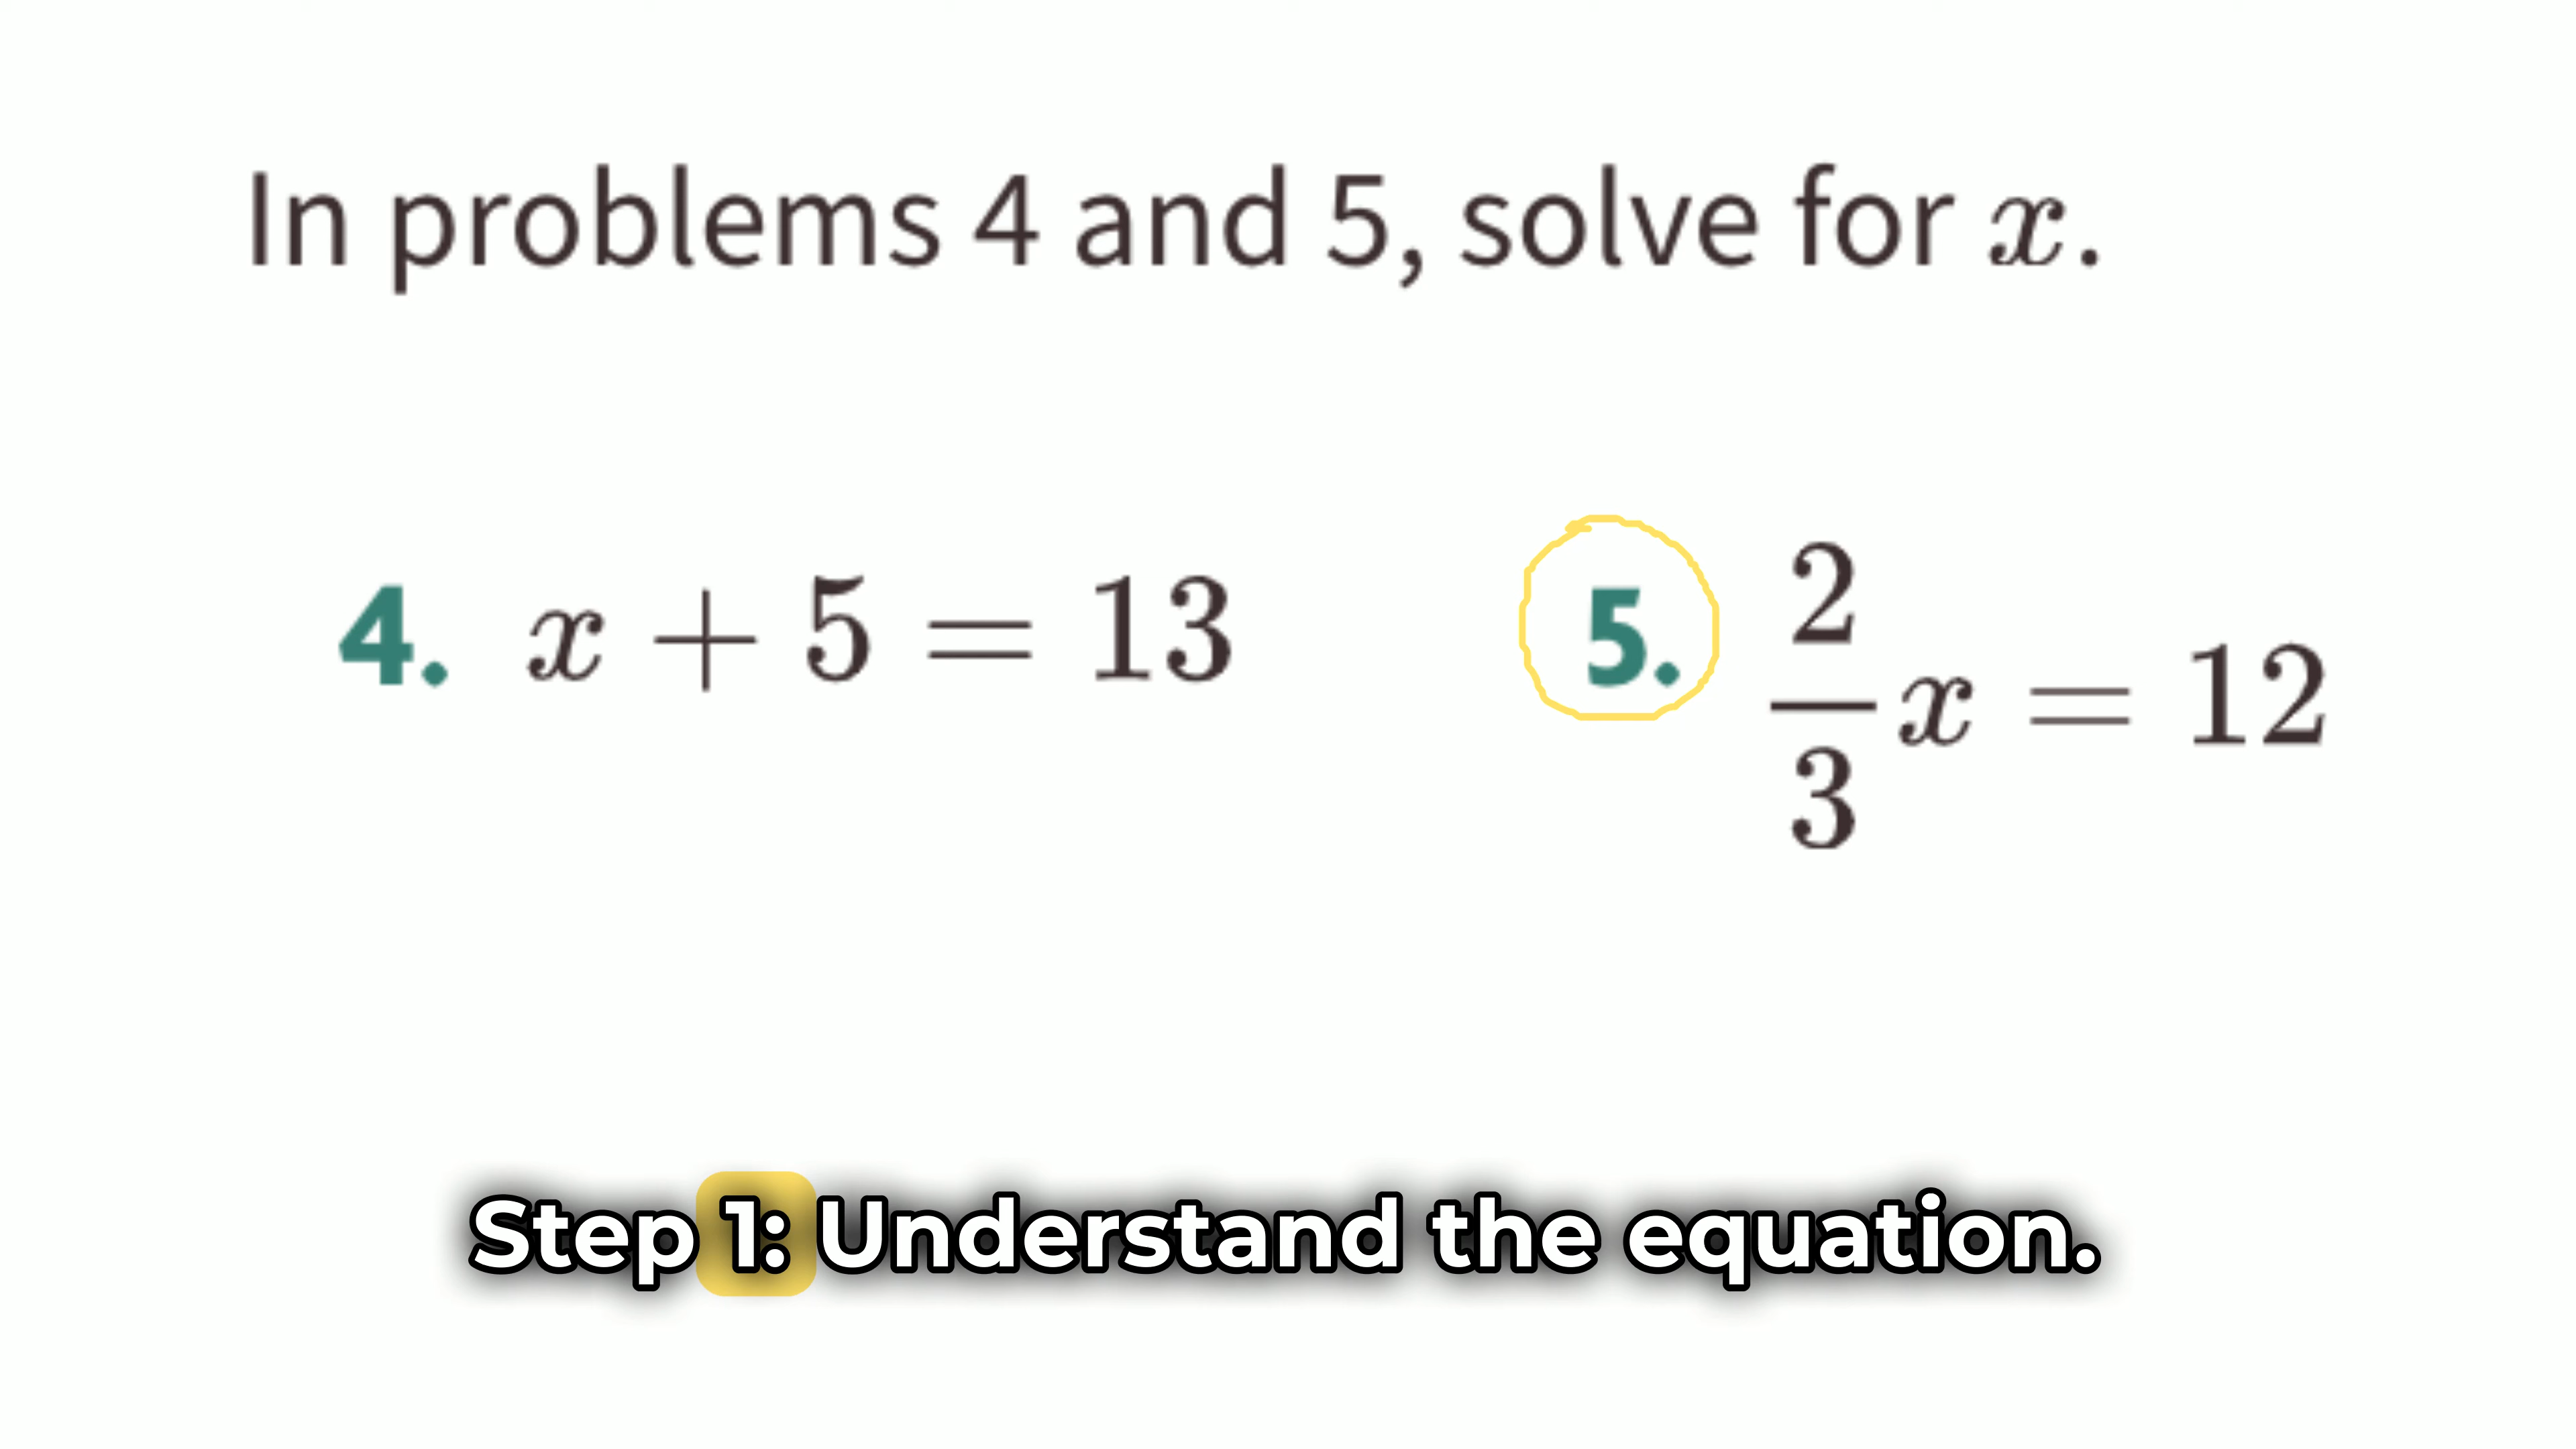 In problems 4 and 5, solve for x.
4. x + 5 = 13
5. 2/3 x = 12
Step 1: Understand the equation.